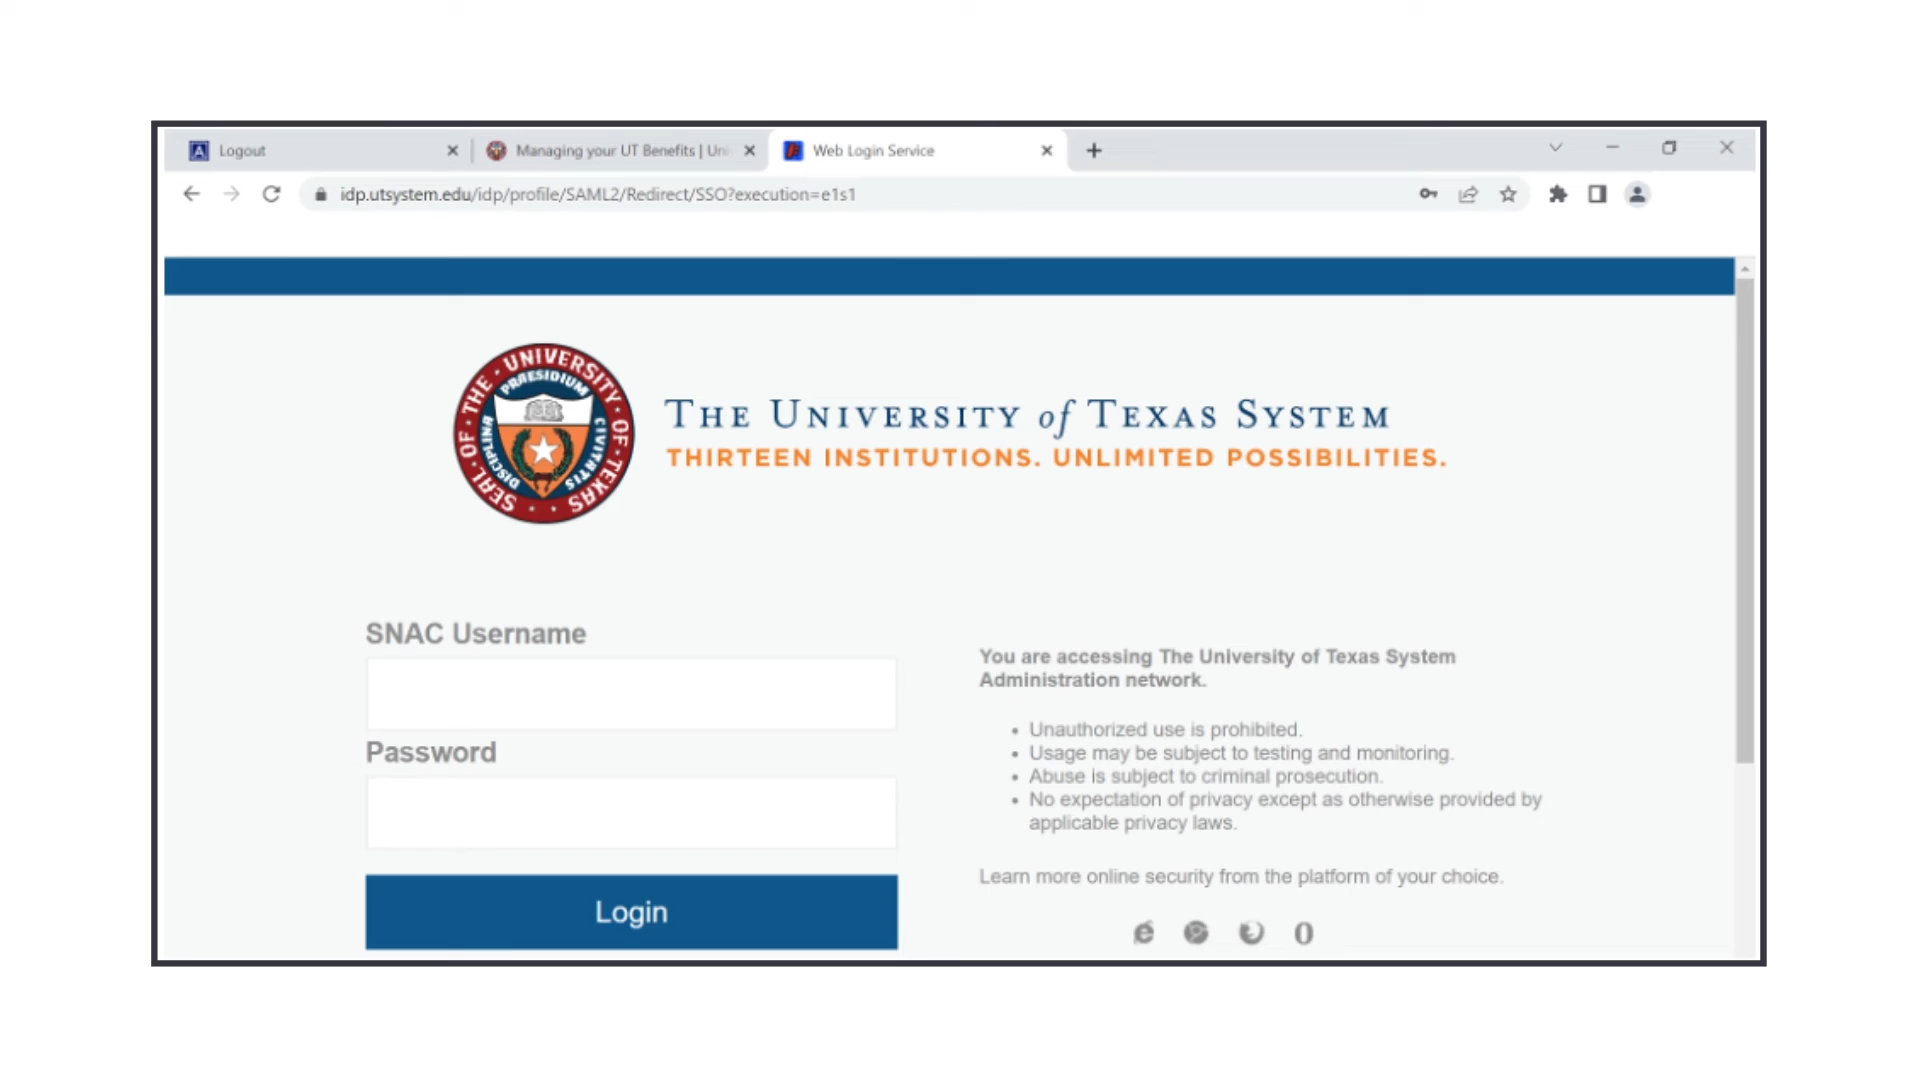 Logout
Managing your UT Benefits | Uni
Web Login Service
idp.utsystem.edu/idp/profile/SAML2/Redirect/SSO?execution=e1s1
SEAL · OF · THE · UNIVERSITY · OF · TEXAS
PRAESIDIUM
DISCIPLINA
CIVITATIS
THE UNIVERSITY of TEXAS SYSTEM
THIRTEEN INSTITUTIONS. UNLIMITED POSSIBILITIES.
SNAC Username
Password
Login
You are accessing The University of Texas System
Administration network.
• Unauthorized use is prohibited.
• Usage may be subject to testing and monitoring.
• Abuse is subject to criminal prosecution.
• No expectation of privacy except as otherwise provided by
applicable privacy laws.
Learn more online security from the platform of your choice.